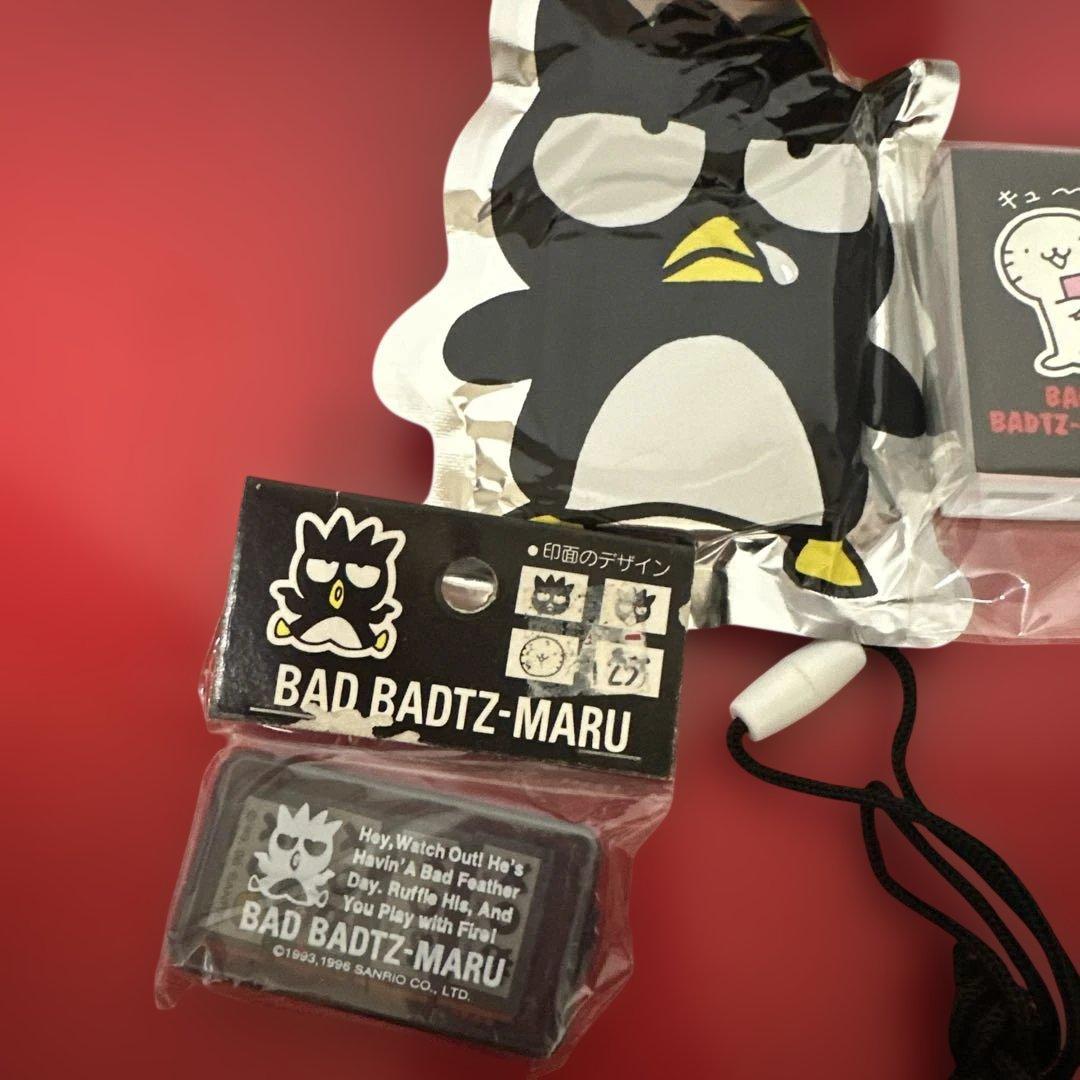 キュ〜
BA
BADTZ-
●印面のデザイン
BAD BADTZ-MARU
Hey, Watch Out! He's
Havin' A Bad Feather
Day. Ruffle His, And
You Play with Fire!
BAD BADTZ-MARU
©1993,1996 SANRIO CO., LTD.